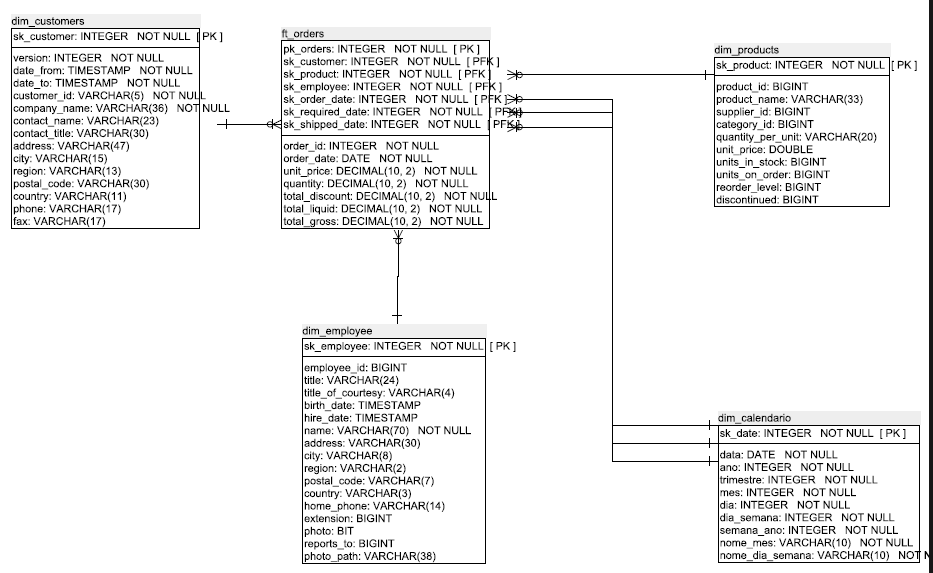 dim_customers
sk_customer: INTEGER NOT NULL [ PK ]
version: INTEGER NOT NULL
date_from: TIMESTAMP NOT NULL
date_to: TIMESTAMP NOT NULL
customer_id: VARCHAR(5) NOT NULL
company_name: VARCHAR(36) NOT NULL
contact_name: VARCHAR(23)
contact_title: VARCHAR(30)
address: VARCHAR(47)
city: VARCHAR(15)
region: VARCHAR(13)
postal_code: VARCHAR(30)
country: VARCHAR(11)
phone: VARCHAR(17)
fax: VARCHAR(17)
ft_orders
pk_orders: INTEGER NOT NULL [ PK ]
sk_customer: INTEGER NOT NULL [ PFK ]
sk_product: INTEGER NOT NULL [ PFK ]
sk_employee: INTEGER NOT NULL [ PFK ]
sk_order_date: INTEGER NOT NULL [ PFK ]
sk_required_date: INTEGER NOT NULL [ PFK ]
sk_shipped_date: INTEGER NOT NULL [ PFK ]
order_id: INTEGER NOT NULL
order_date: DATE NOT NULL
unit_price: DECIMAL(10, 2) NOT NULL
quantity: DECIMAL(10, 2) NOT NULL
total_discount: DECIMAL(10, 2) NOT NULL
total_liquid: DECIMAL(10, 2) NOT NULL
total_gross: DECIMAL(10, 2) NOT NULL
dim_products
sk_product: INTEGER NOT NULL [ PK ]
product_id: BIGINT
product_name: VARCHAR(33)
supplier_id: BIGINT
category_id: BIGINT
quantity_per_unit: VARCHAR(20)
unit_price: DOUBLE
units_in_stock: BIGINT
units_on_order: BIGINT
reorder_level: BIGINT
discontinued: BIGINT
dim_employee
sk_employee: INTEGER NOT NULL [ PK ]
employee_id: BIGINT
title: VARCHAR(24)
title_of_courtesy: VARCHAR(4)
birth_date: TIMESTAMP
hire_date: TIMESTAMP
name: VARCHAR(70) NOT NULL
address: VARCHAR(30)
city: VARCHAR(8)
region: VARCHAR(2)
postal_code: VARCHAR(7)
country: VARCHAR(3)
home_phone: VARCHAR(14)
extension: BIGINT
photo: BIT
reports_to: BIGINT
photo_path: VARCHAR(38)
dim_calendario
sk_date: INTEGER NOT NULL [ PK ]
data: DATE NOT NULL
ano: INTEGER NOT NULL
trimestre: INTEGER NOT NULL
mes: INTEGER NOT NULL
dia: INTEGER NOT NULL
dia_semana: INTEGER NOT NULL
semana_ano: INTEGER NOT NULL
nome_mes: VARCHAR(10) NOT NULL
nome_dia_semana: VARCHAR(10) NOT N